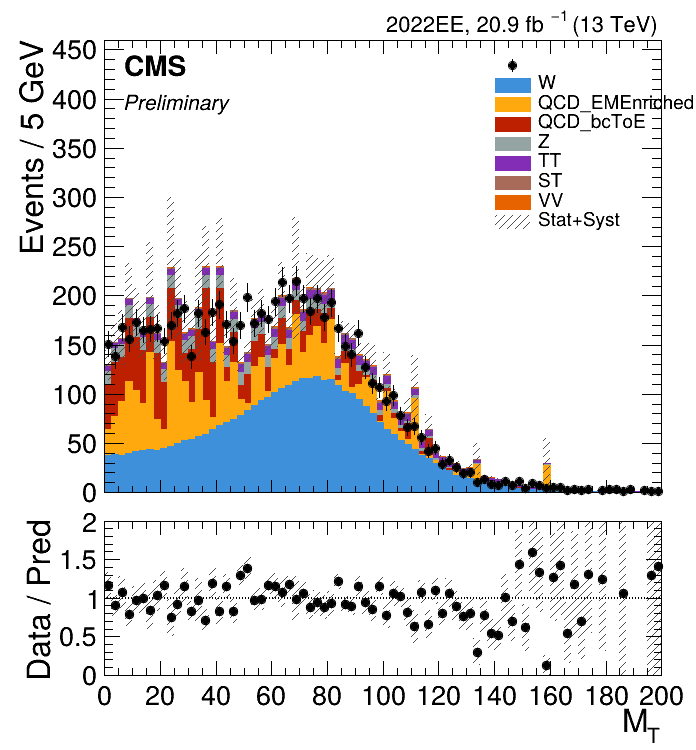 2022EE, 20.9 fb⁻¹ (13 TeV)
CMS
Preliminary
W
QCD_EMEnriched
QCD_bcToE
Z
TT
ST
VV
Stat+Syst
Events / 5 GeV
450
400
350
300
250
200
150
100
50
0
Data / Pred
2
1.5
1
0.5
0
0 20 40 60 80 100 120 140 160 180 200
M_T